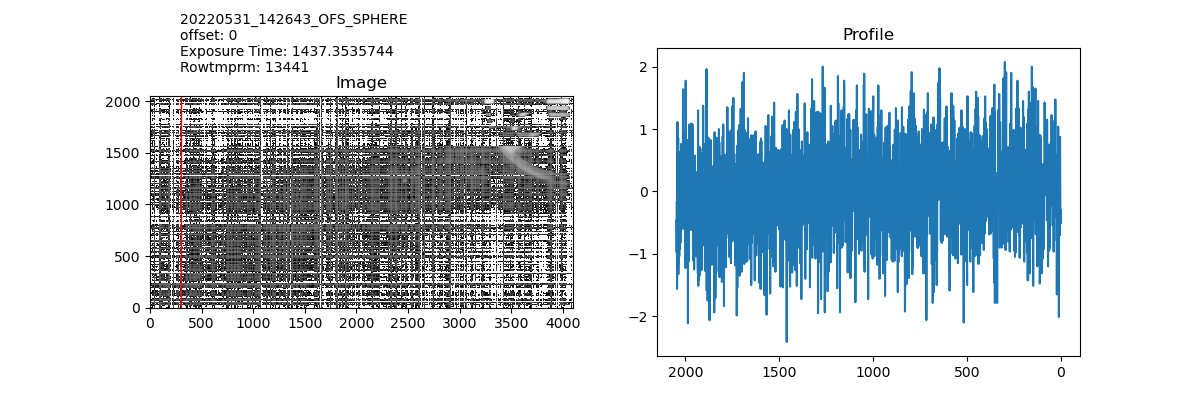 20220531_142643_OFS_SPHERE
offset: 0
Exposure Time: 1437.3535744
Rowtmprm: 13441
Image
2000
1500
1000
500
0
0 500 1000 1500 2000 2500 3000 3500 4000
Profile
2
1
0
−1
−2
2000 1500 1000 500 0